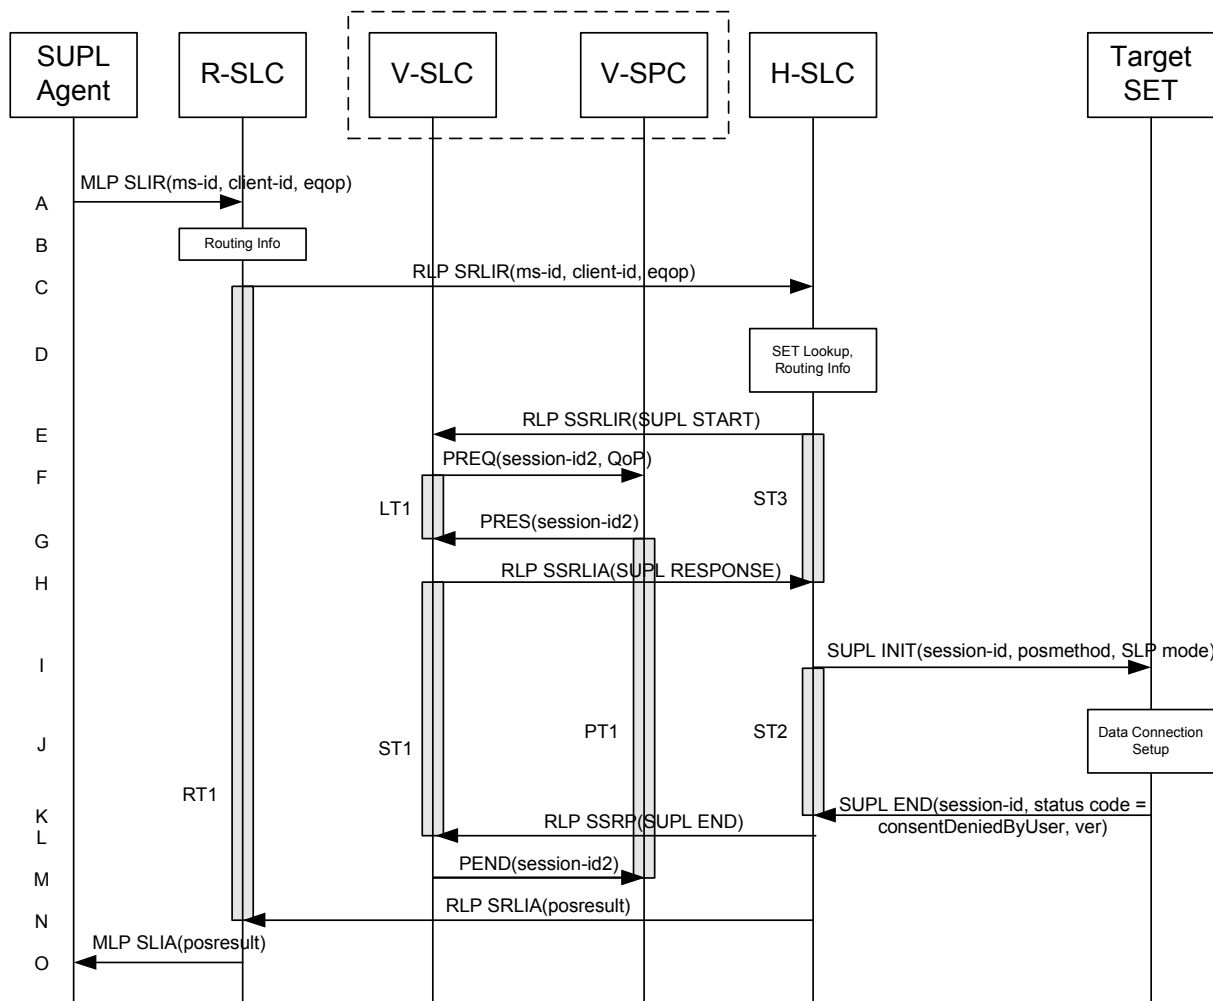 SUPL
Agent
R-SLC
V-SLC
V-SPC
H-SLC
Target
SET
A
MLP SLIR(ms-id, client-id, eqop)
B
Routing Info
C
RLP SRLIR(ms-id, client-id, eqop)
D
SET Lookup,
Routing Info
E
RLP SSRLIR(SUPL START)
F
PREQ(session-id2, QoP)
LT1
ST3
G
PRES(session-id2)
H
RLP SSRLIA(SUPL RESPONSE)
I
SUPL INIT(session-id, posmethod, SLP mode)
J
ST1
PT1
ST2
Data Connection
Setup
RT1
K
SUPL END(session-id, status code =
consentDeniedByUser, ver)
L
RLP SSRP(SUPL END)
M
PEND(session-id2)
N
RLP SRLIA(posresult)
O
MLP SLIA(posresult)